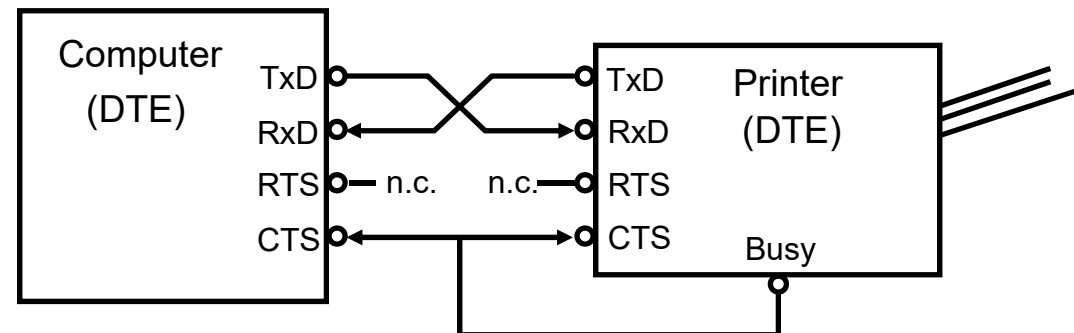 Computer
(DTE)
TxD
RxD
RTS
CTS
n.c.
n.c.
TxD
RxD
RTS
CTS
Printer
(DTE)
Busy